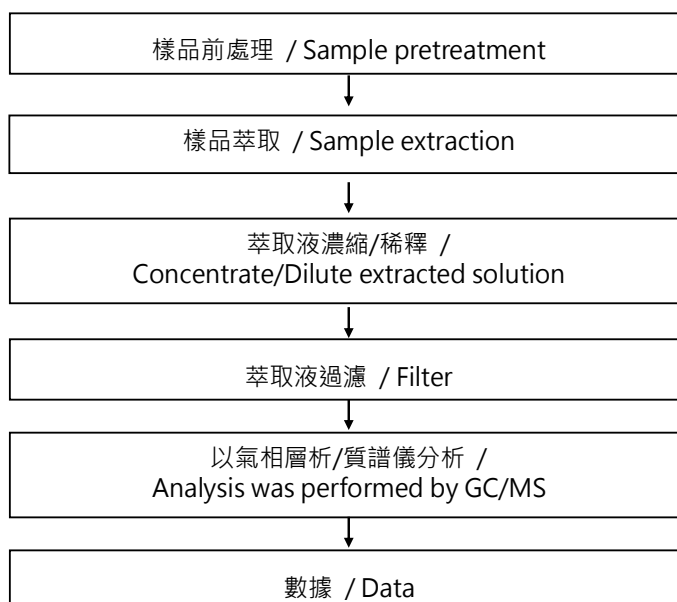 樣品前處理 / Sample pretreatment
樣品萃取 / Sample extraction
萃取液濃縮/稀釋 /
Concentrate/Dilute extracted solution
萃取液過濾 / Filter
以氣相層析/質譜儀分析 /
Analysis was performed by GC/MS
數據 / Data